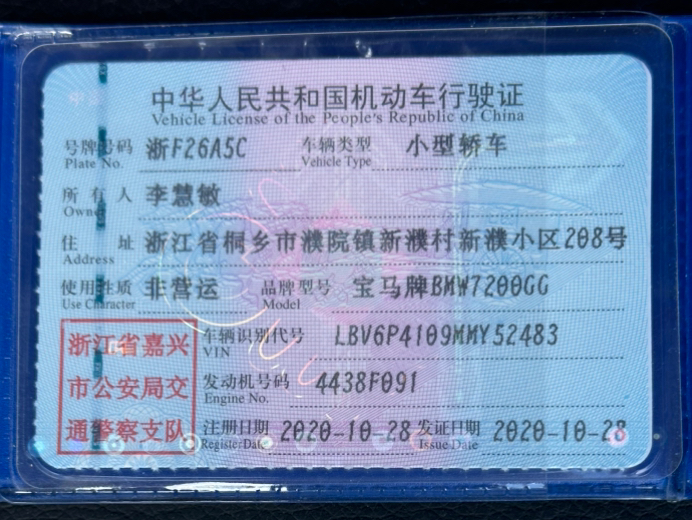 中华人民共和国机动车行驶证
Vehicle License of the People's Republic of China
号牌号码 浙F26A5C 车辆类型 小型轿车
Plate No. Vehicle Type
所有人 李慧敏
Owner
住址 浙江省桐乡市濮院镇新濮村新濮小区208号
Address
使用性质 非营运 品牌型号 宝马牌BMW7200GG
Use Character Model
浙江省嘉兴
市公安局交
通警察支队
车辆识别代号 LBV6P4109MMY52483
VIN
发动机号码 4438F091
Engine No.
注册日期 2020-10-28 发证日期 2020-10-28
Register Date Issue Date